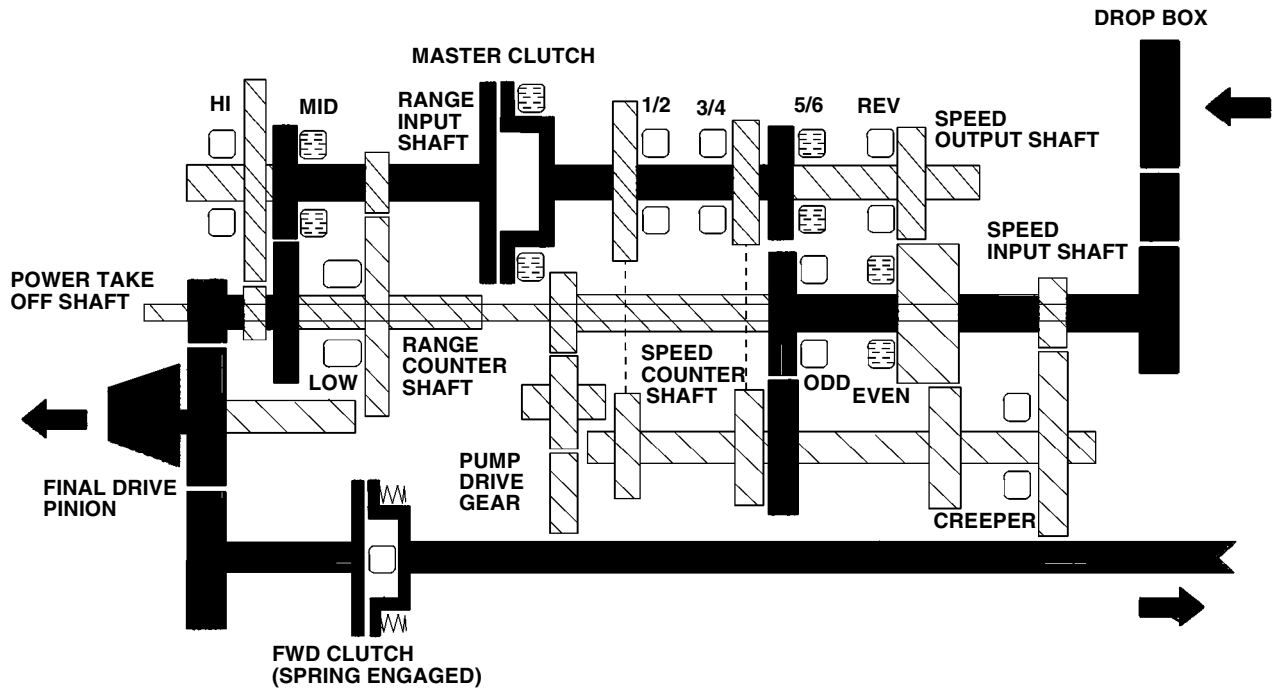 DROP BOX
MASTER CLUTCH
HI
MID
RANGE
INPUT
SHAFT
1/2
3/4
5/6
REV
SPEED
OUTPUT SHAFT
SPEED
INPUT SHAFT
POWER TAKE
OFF SHAFT
LOW
RANGE
COUNTER
SHAFT
SPEED
COUNTER
SHAFT
ODD
EVEN
FINAL DRIVE
PINION
PUMP
DRIVE
GEAR
CREEPER
FWD CLUTCH
(SPRING ENGAGED)